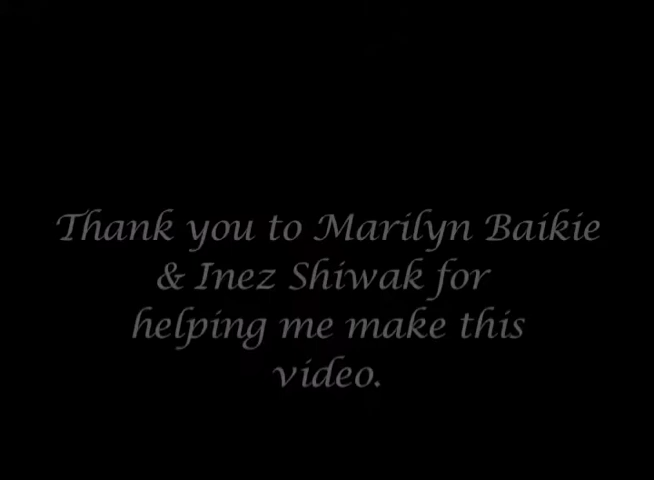 Thank you to Marilyn Baikie
& Inez Shiwak for
helping me make this
video.